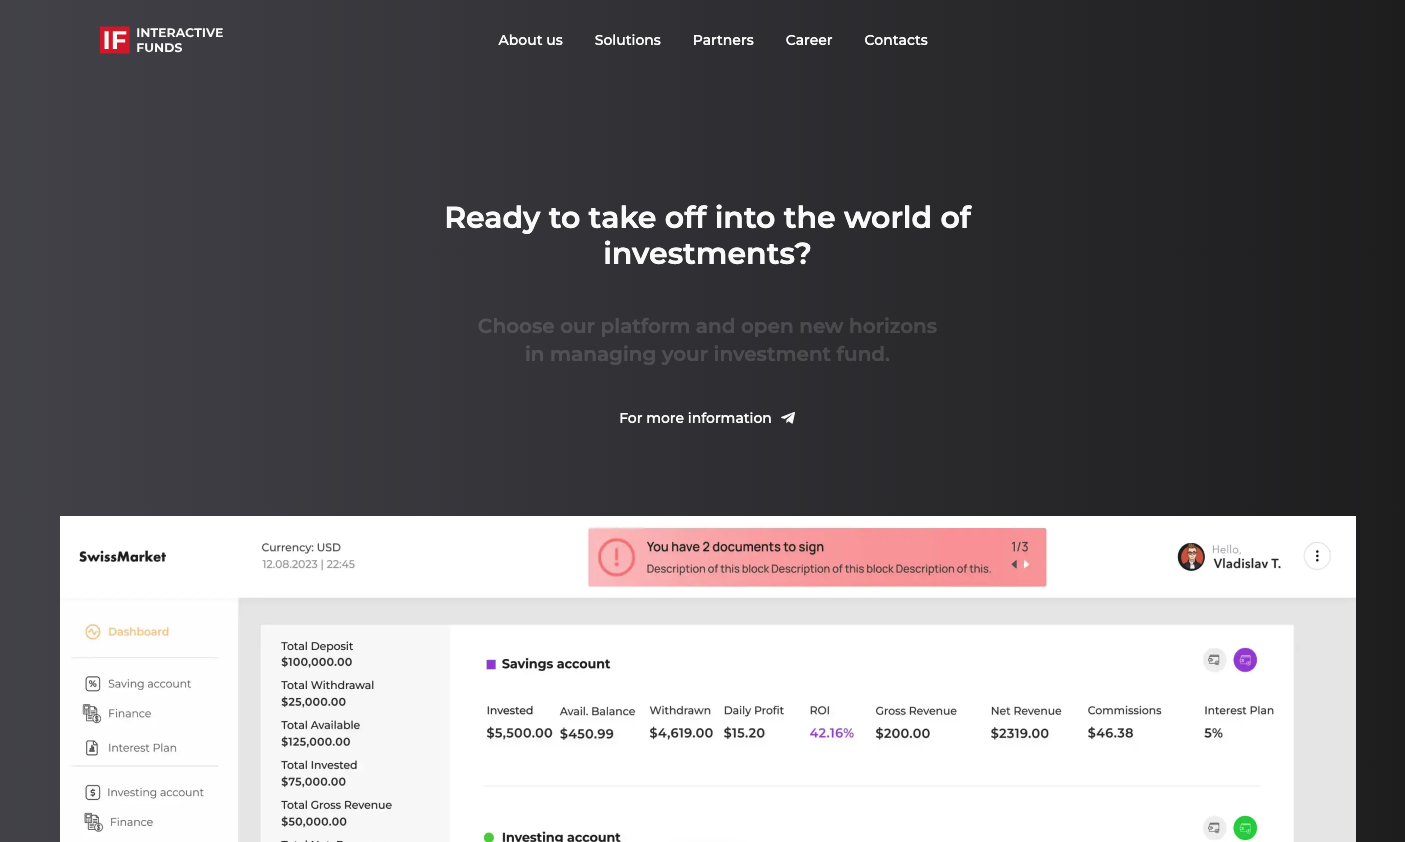 IF INTERACTIVE
FUNDS
About us Solutions Partners Career Contacts
Ready to take off into the world of
investments?
Choose our platform and open new horizons
in managing your investment fund.
For more information
SwissMarket
Currency: USD
12.08.2023 | 22:45
You have 2 documents to sign
1/3
Description of this block Description of this block Description of this.
Hello,
Vladislav T.
Dashboard
Saving account
Finance
Interest Plan
Investing account
Finance
Total Deposit
$100,000.00
Total Withdrawal
$25,000.00
Total Available
$125,000.00
Total Invested
$75,000.00
Total Gross Revenue
$50,000.00
Savings account
Invested Avail. Balance Withdrawn Daily Profit ROI Gross Revenue Net Revenue Commissions Interest Plan
$5,500.00 $450.99 $4,619.00 $15.20 42.16% $200.00 $2319.00 $46.38 5%
Investing account